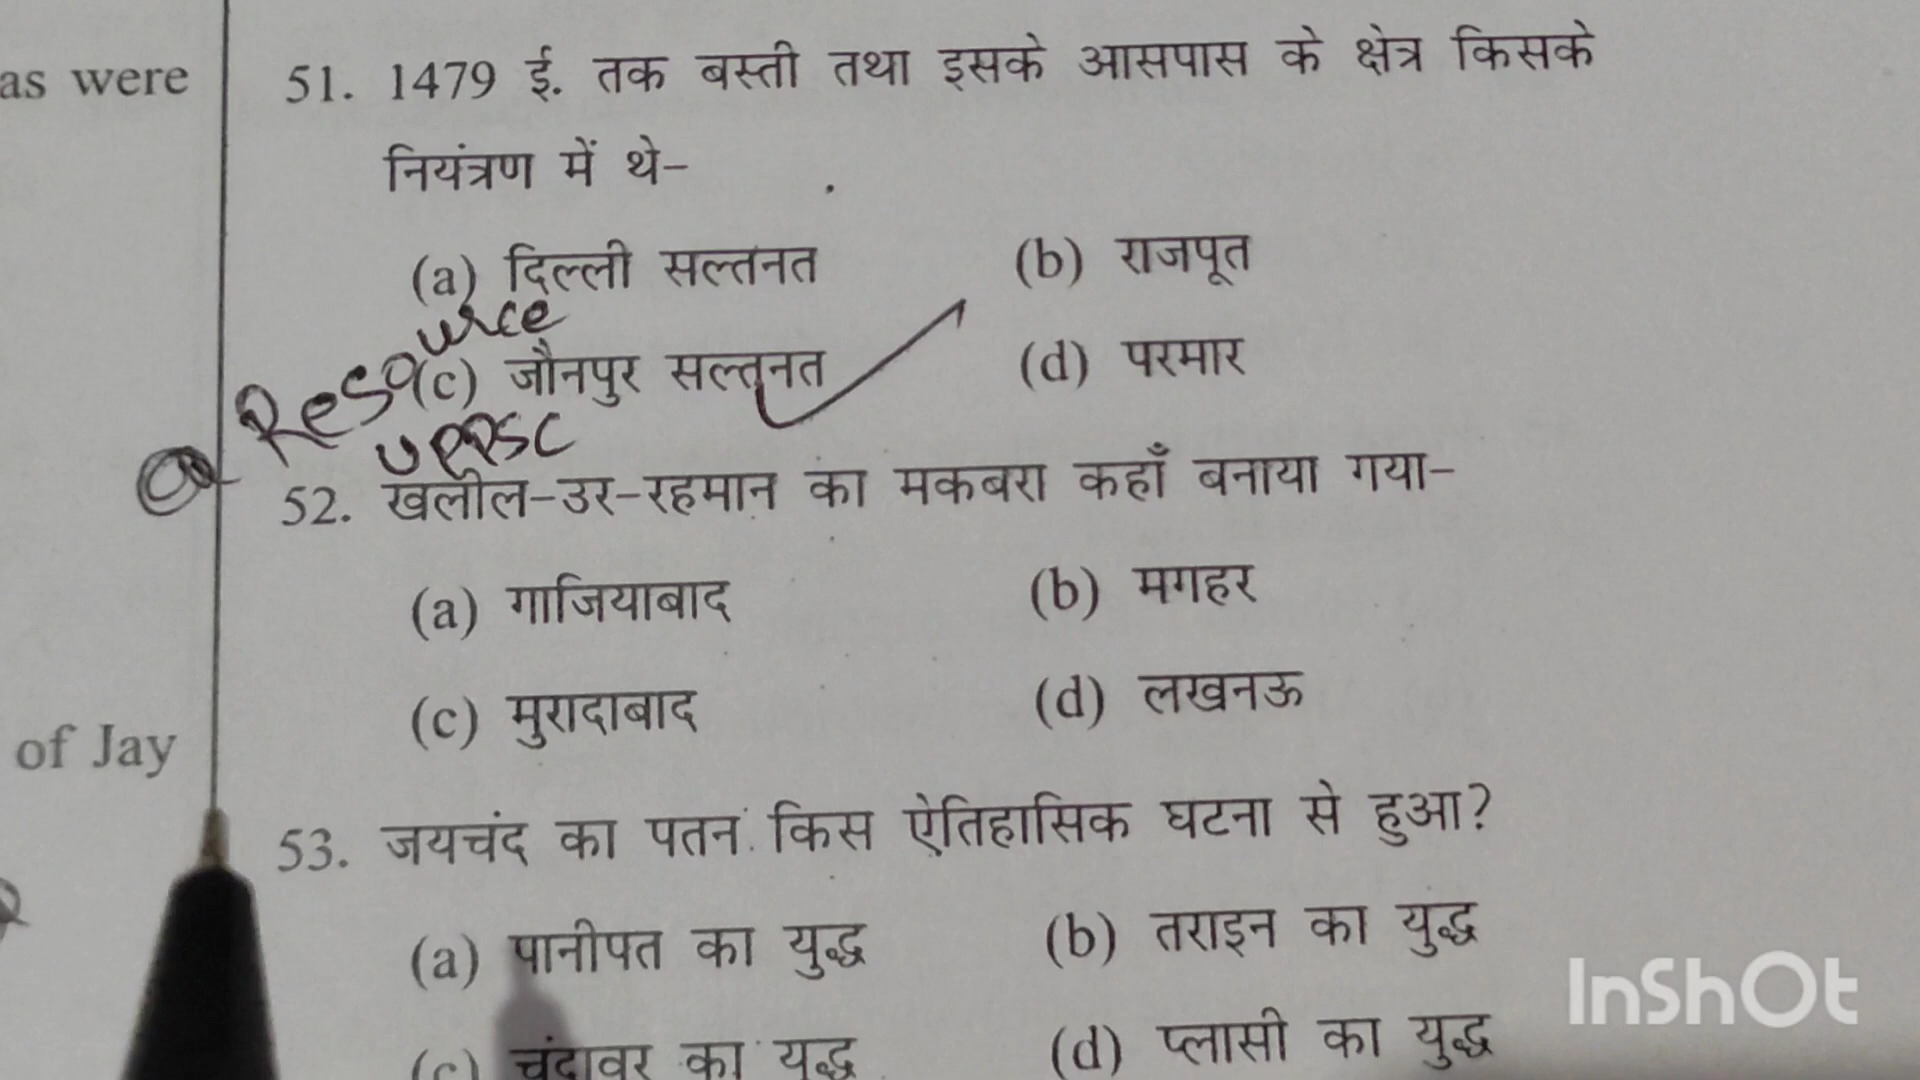 as were
51. 1479 ई. तक बस्ती तथा इसके आसपास के क्षेत्र किसके
नियंत्रण में थे-
(a) दिल्ली सल्तनत (b) राजपूत
Resource
(c) जौनपुर सल्तनत (d) परमार
UPPSC
52. खलील-उर-रहमान का मकबरा कहाँ बनाया गया-
(a) गाजियाबाद (b) मगहर
(c) मुरादाबाद (d) लखनऊ
of Jay
53. जयचंद का पतन किस ऐतिहासिक घटना से हुआ?
(a) पानीपत का युद्ध (b) तराइन का युद्ध
(c) चंदावर का युद्ध (d) प्लासी का युद्ध
InShOt